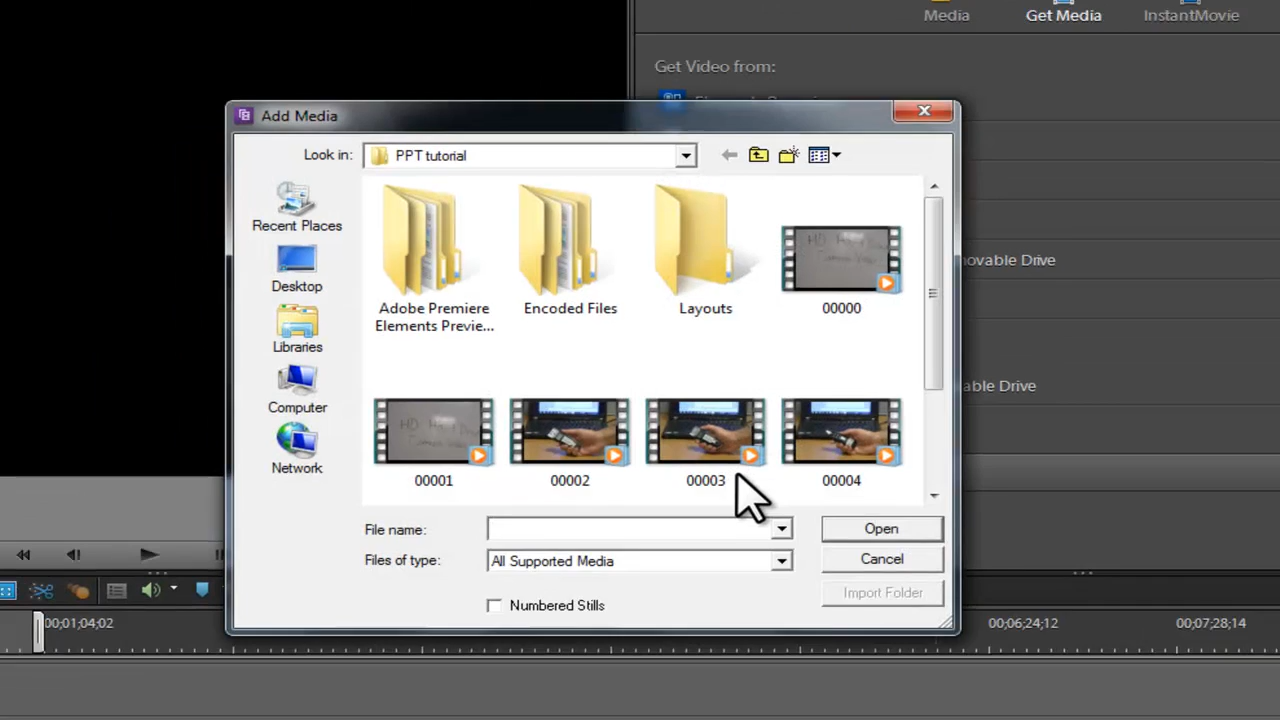 Media
Get Media
InstantMovie
Get Video from:
Add Media
Look in:
PPT tutorial
Recent Places
Desktop
Libraries
Computer
Network
Adobe Premiere
Elements Previe...
Encoded Files
Layouts
00000
00001
00002
00003
00004
File name:
Open
Files of type:
All Supported Media
Cancel
Numbered Stills
Import Folder
movable Drive
able Drive
00;01;04;02
00;06;24;12
00;07;28;14